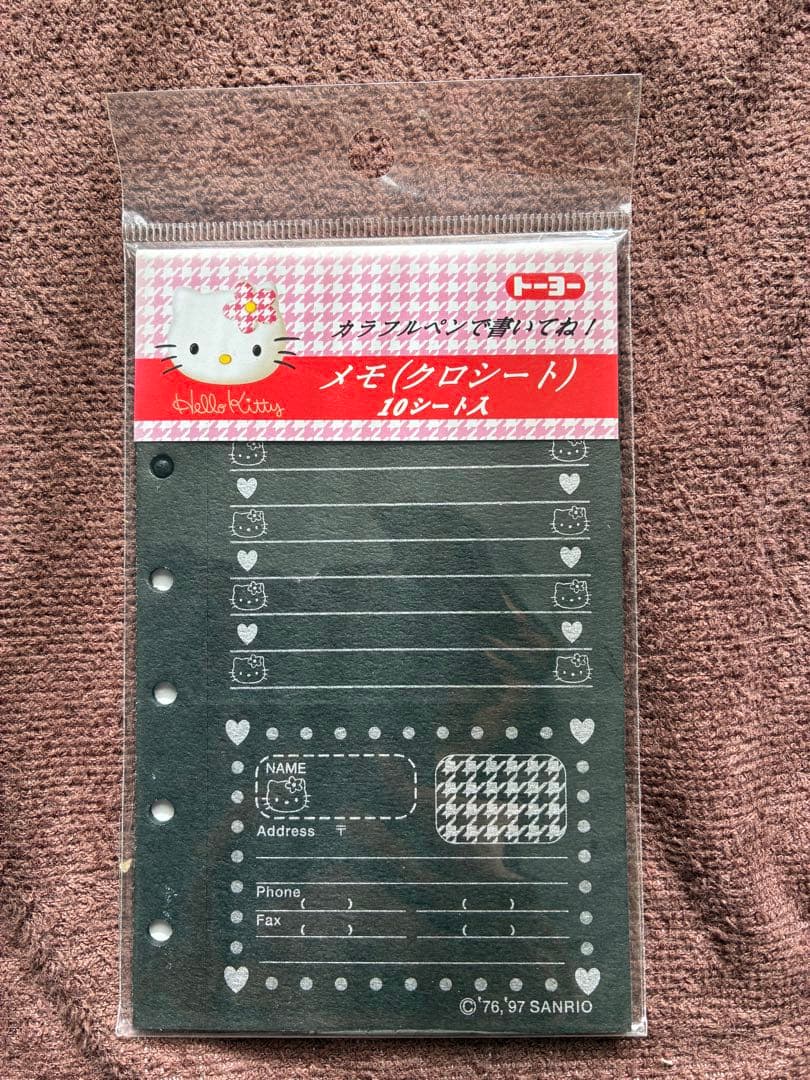 トーヨー
カラフルペンで書いてね！
メモ(クロシート)
Hello Kitty
10シート入
NAME
Address 〒
Phone ( ) ( )
Fax ( ) ( )
©'76,'97 SANRIO